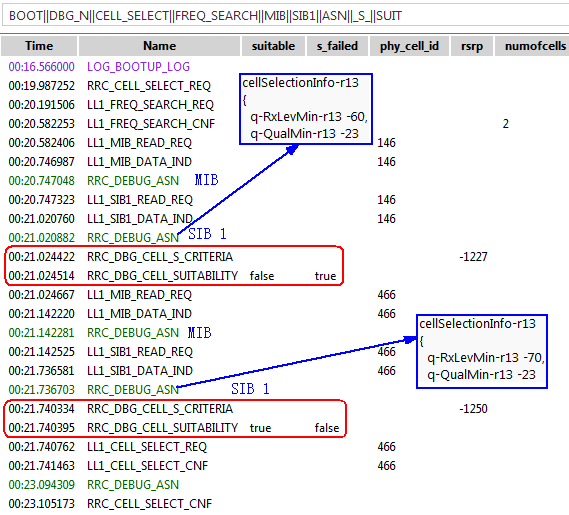 BOOT||DBG_N||CELL_SELECT||FREQ_SEARCH||MIB||SIB1||ASN||_S_||SUIT
Time Name suitable s_failed phy_cell_id rsrp numofcells
00:16.566000 LOG_BOOTUP_LOG
00:19.987252 RRC_CELL_SELECT_REQ
00:20.191506 LL1_FREQ_SEARCH_REQ
00:20.582253 LL1_FREQ_SEARCH_CNF 2
cellSelectionInfo-r13
{
q-RxLevMin-r13 -60,
q-QualMin-r13 -23
00:20.582406 LL1_MIB_READ_REQ 146
00:20.746987 LL1_MIB_DATA_IND 146
00:20.747048 RRC_DEBUG_ASN MIB
00:20.747323 LL1_SIB1_READ_REQ 146
00:21.020760 LL1_SIB1_DATA_IND 146
00:21.020882 RRC_DEBUG_ASN SIB 1
00:21.024422 RRC_DBG_CELL_S_CRITERIA -1227
00:21.024514 RRC_DBG_CELL_SUITABILITY false true
00:21.024667 LL1_MIB_READ_REQ 466
00:21.142220 LL1_MIB_DATA_IND 466
00:21.142281 RRC_DEBUG_ASN MIB
00:21.142525 LL1_SIB1_READ_REQ 466
00:21.736581 LL1_SIB1_DATA_IND 466
00:21.736703 RRC_DEBUG_ASN SIB 1
cellSelectionInfo-r13
{
q-RxLevMin-r13 -70,
q-QualMin-r13 -23
00:21.740334 RRC_DBG_CELL_S_CRITERIA -1250
00:21.740395 RRC_DBG_CELL_SUITABILITY true false
00:21.740762 LL1_CELL_SELECT_REQ 466
00:21.741463 LL1_CELL_SELECT_CNF 466
00:23.094309 RRC_DEBUG_ASN
00:23.105173 RRC_CELL_SELECT_CNF